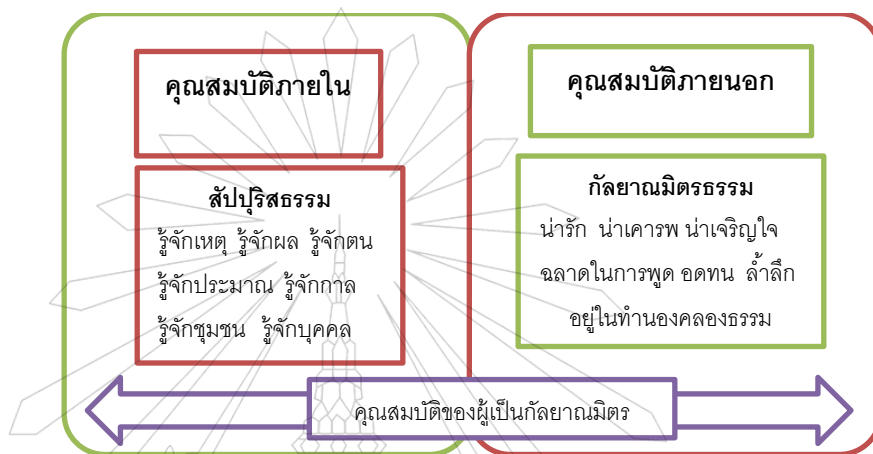 คุณสมบัติภายใน
สัปปุริสธรรม
รู้จักเหตุ รู้จักผล รู้จักตน
รู้จักประมาณ รู้จักกาล
รู้จักชุมชน รู้จักบุคคล
คุณสมบัติภายนอก
กัลยาณมิตรธรรม
น่ารัก น่าเคารพ น่าเจริญใจ
ฉลาดในการพูด อดทน ล้ำลึก
อยู่ในทำนองคลองธรรม
คุณสมบัติของผู้เป็นกัลยาณมิตร